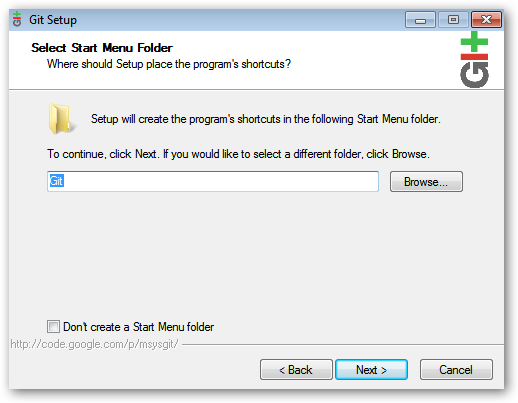 Git Setup
Select Start Menu Folder
Where should Setup place the program's shortcuts?
GIT
Setup will create the program's shortcuts in the following Start Menu folder.
To continue, click Next. If you would like to select a different folder, click Browse.
Git
Browse...
Don't create a Start Menu folder
http://code.google.com/p/msysgit/
< Back
Next >
Cancel